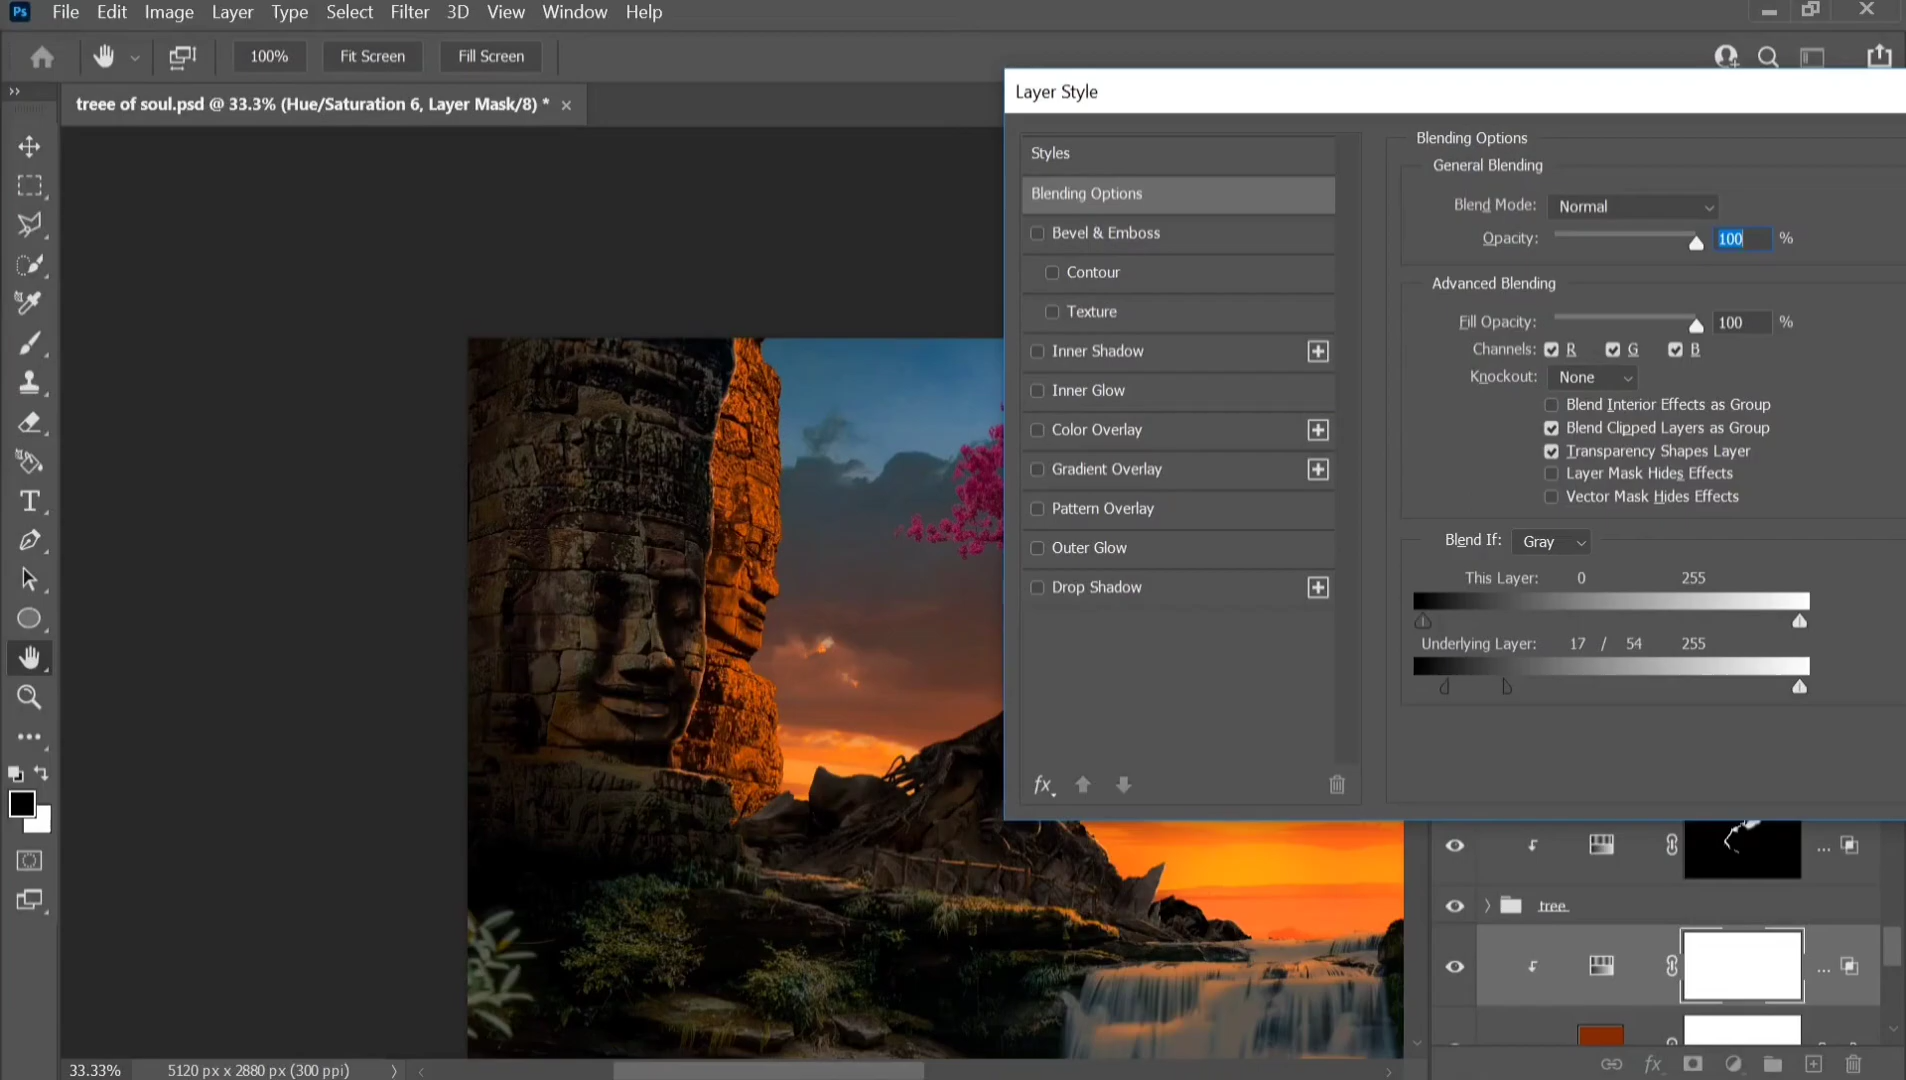 Ps File Edit Image Layer Type Select Filter 3D View Window Help
100% Fit Screen Fill Screen
treee of soul.psd @ 33.3% (Hue/Saturation 6, Layer Mask/8) *
Layer Style
Styles
Blending Options
Bevel & Emboss
Contour
Texture
Inner Shadow
Inner Glow
Color Overlay
Gradient Overlay
Pattern Overlay
Outer Glow
Drop Shadow
fx
Blending Options
General Blending
Blend Mode: Normal
Opacity: 100 %
Advanced Blending
Fill Opacity: 100 %
Channels: R G B
Knockout: None
Blend Interior Effects as Group
Blend Clipped Layers as Group
Transparency Shapes Layer
Layer Mask Hides Effects
Vector Mask Hides Effects
Blend If: Gray
This Layer: 0 255
Underlying Layer: 17 / 54 255
tree
fx
33.33% 5120 px x 2880 px (300 ppi)